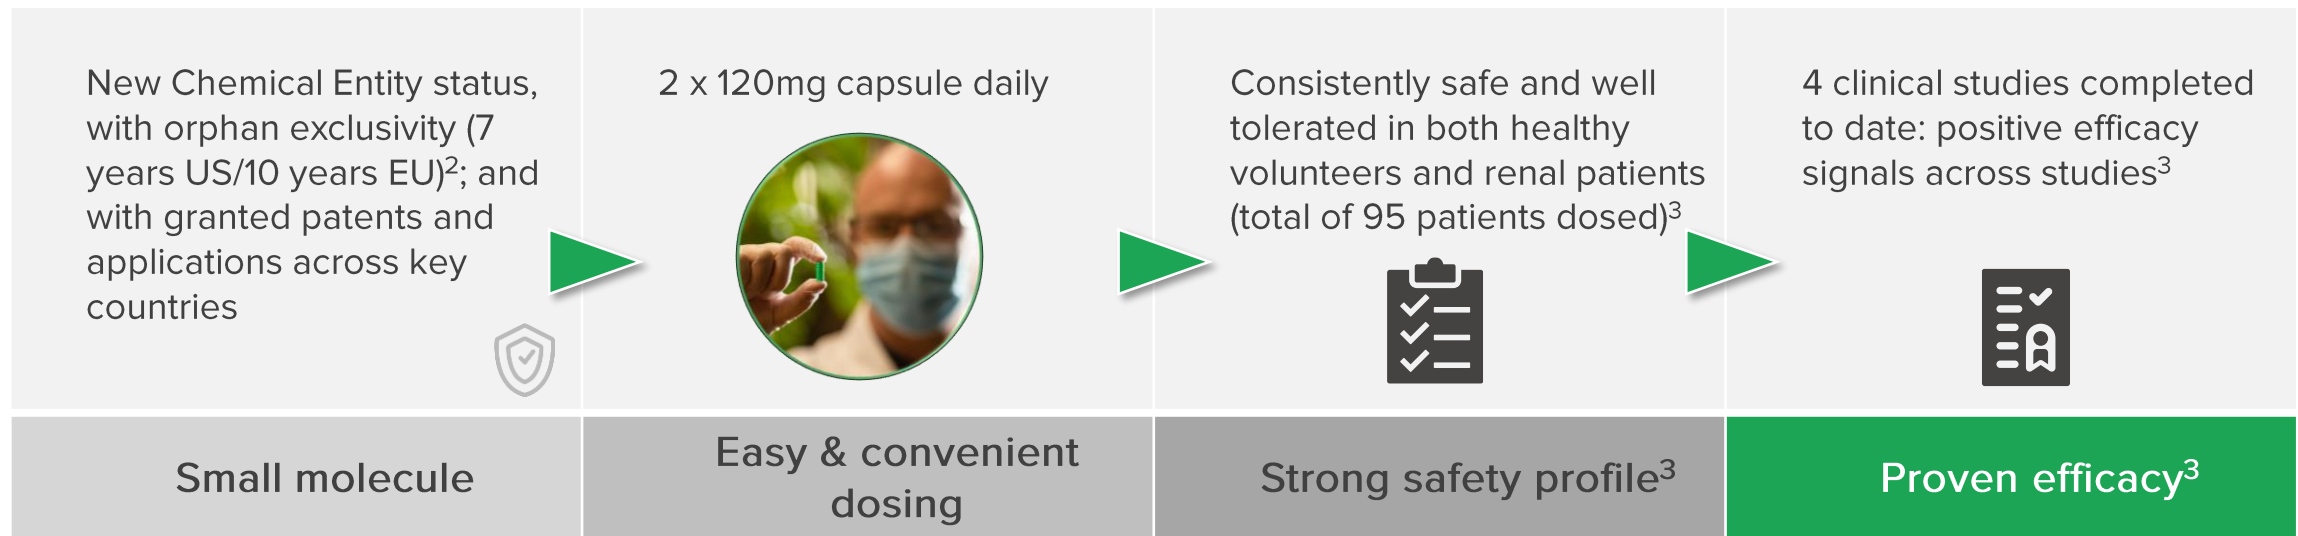 New Chemical Entity status,
with orphan exclusivity (7
years US/10 years EU)²; and
with granted patents and
applications across key
countries
Small molecule
2 x 120mg capsule daily
Easy & convenient
dosing
Consistently safe and well
tolerated in both healthy
volunteers and renal patients
(total of 95 patients dosed)³
Strong safety profile³
4 clinical studies completed
to date: positive efficacy
signals across studies³
Proven efficacy³